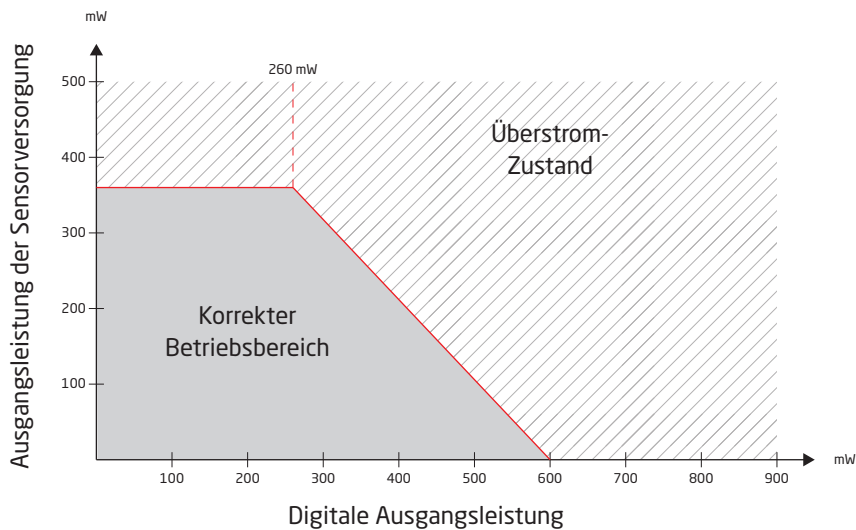 mW
Ausgangsleistung der Sensorversorgung
500
400
300
200
100
260 mW
Überstrom-
Zustand
Korrekter
Betriebsbereich
100 200 300 400 500 600 700 800 900
mW
Digitale Ausgangsleistung